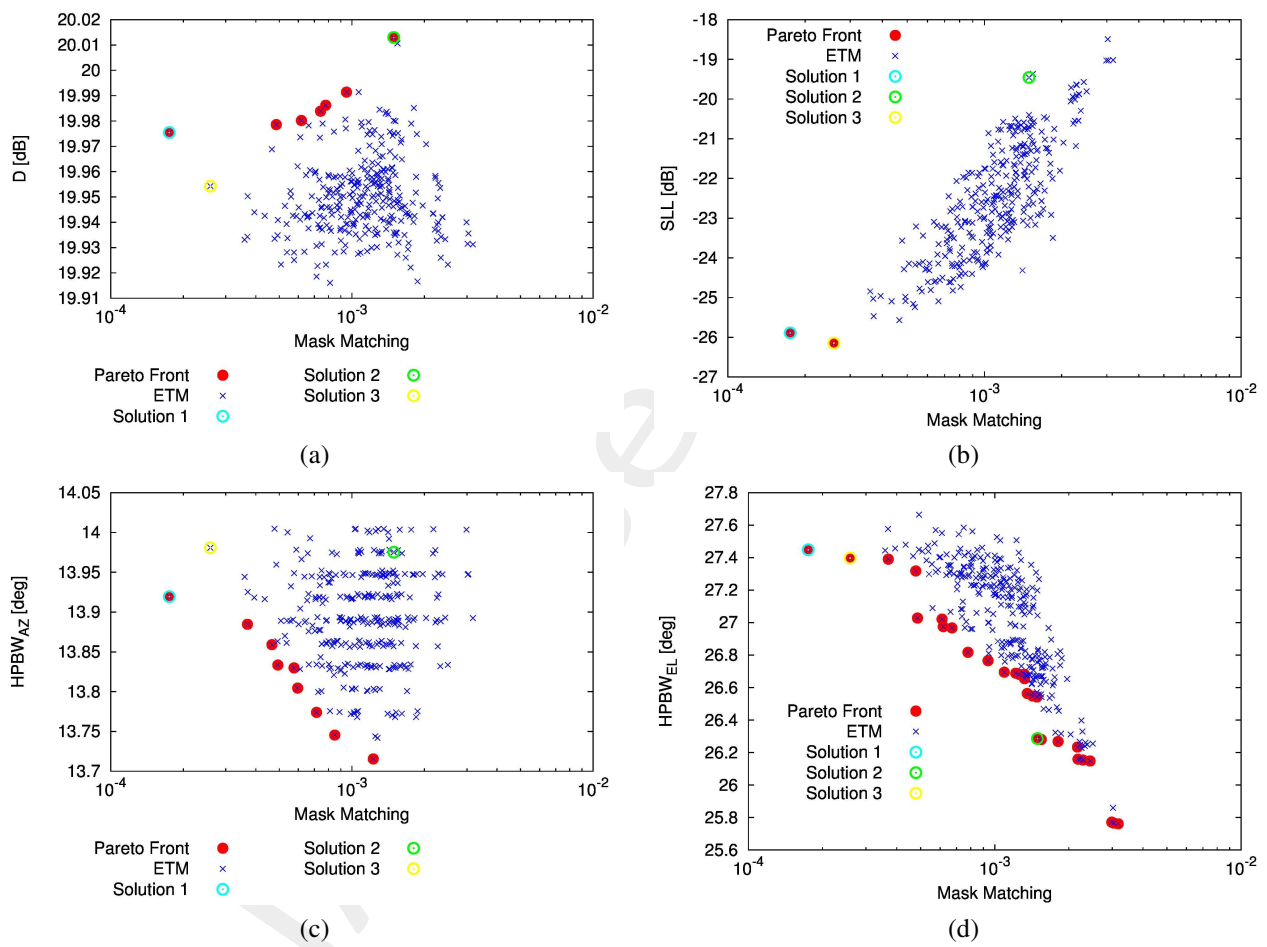 20.02
20.01
20
19.99
19.98
19.97
19.96
19.95
19.94
19.93
19.92
19.91
D [dB]
10-4
10-3
10-2
Mask Matching
Pareto Front
ETM
Solution 1
Solution 2
Solution 3
(a)
-18
-19
-20
-21
-22
-23
-24
-25
-26
-27
SLL [dB]
Pareto Front
ETM
Solution 1
Solution 2
Solution 3
10-4
10-3
10-2
Mask Matching
(b)
14.05
14
13.95
13.9
13.85
13.8
13.75
13.7
HPBWAZ [deg]
10-4
10-3
10-2
Mask Matching
Pareto Front
ETM
Solution 1
Solution 2
Solution 3
(c)
27.8
27.6
27.4
27.2
27
26.8
26.6
26.4
26.2
26
25.8
25.6
HPBWEL [deg]
Pareto Front
ETM
Solution 1
Solution 2
Solution 3
10-4
10-3
10-2
Mask Matching
(d)